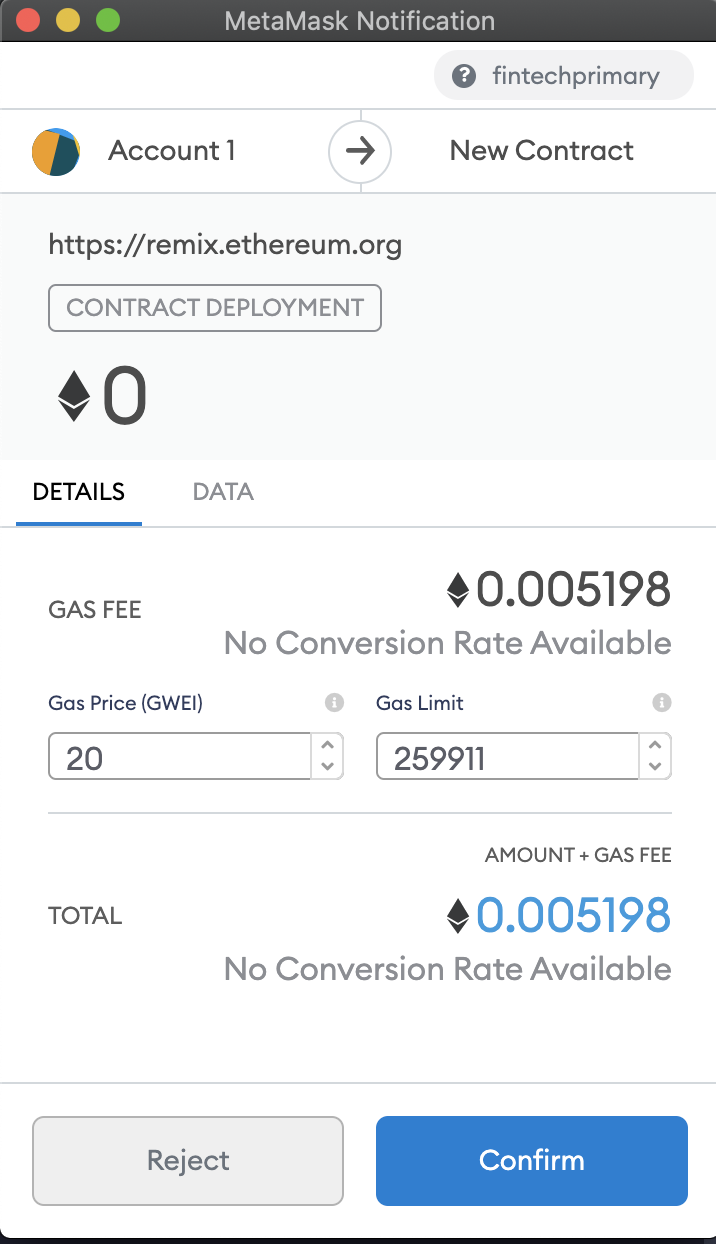 MetaMask Notification
fintechprimary
Account 1
New Contract
https://remix.ethereum.org
CONTRACT DEPLOYMENT
0
DETAILS
DATA
GAS FEE
0.005198
No Conversion Rate Available
Gas Price (GWEI)
Gas Limit
20
259911
AMOUNT + GAS FEE
TOTAL
0.005198
No Conversion Rate Available
Reject
Confirm